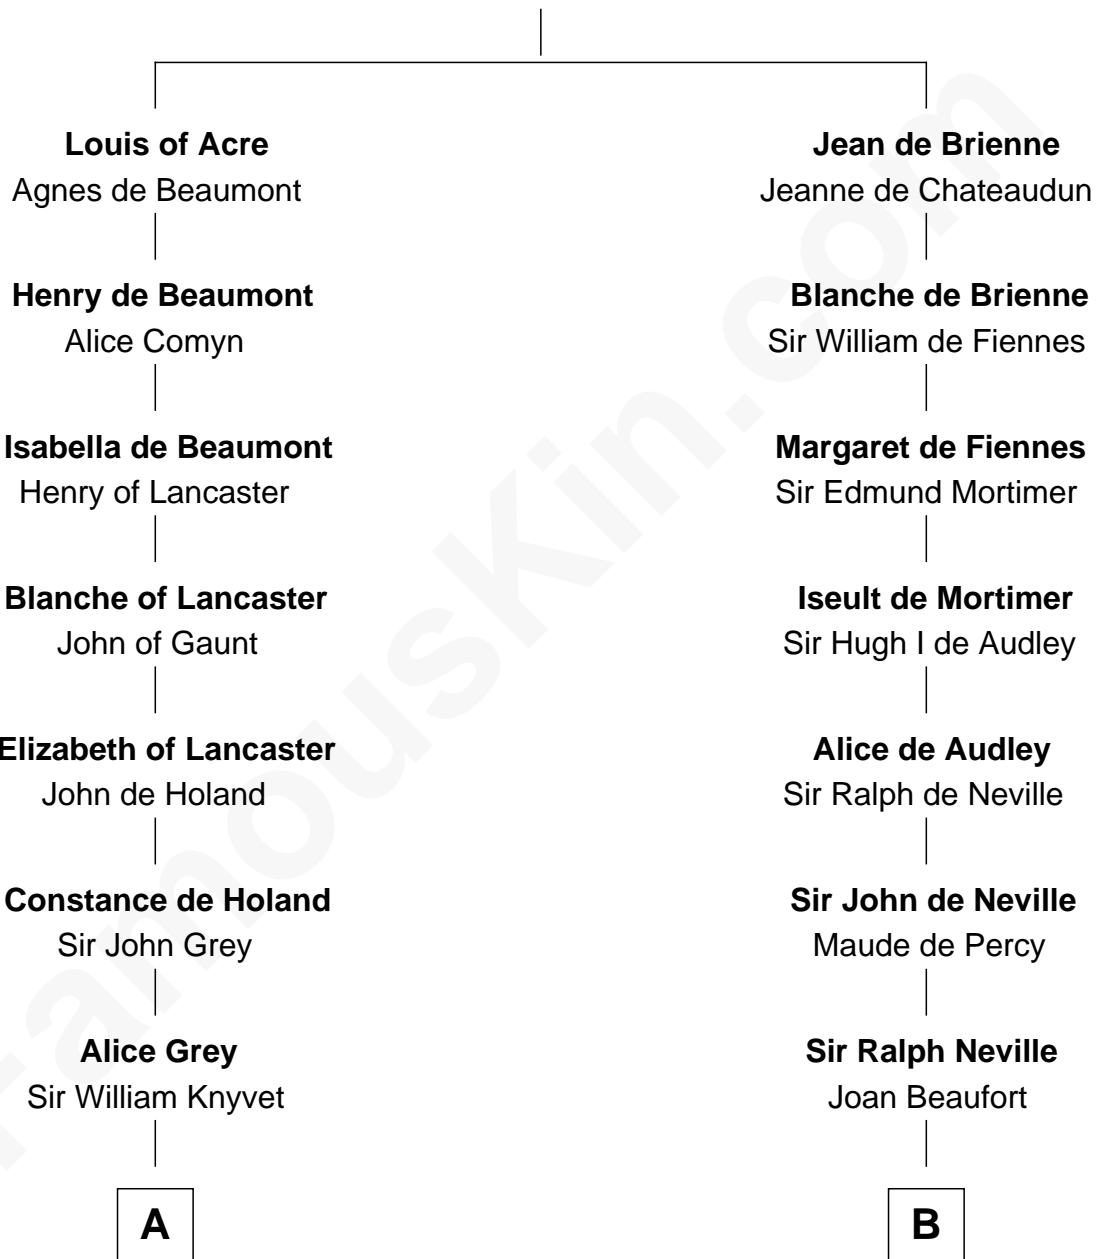 Louis of Acre
Agnes de Beaumont
Henry de Beaumont
Alice Comyn
Isabella de Beaumont
Henry of Lancaster
Blanche of Lancaster
John of Gaunt
Elizabeth of Lancaster
John de Holand
Constance de Holand
Sir John Grey
Alice Grey
Sir William Knyvet
A
Jean de Brienne
Jeanne de Chateaudun
Blanche de Brienne
Sir William de Fiennes
Margaret de Fiennes
Sir Edmund Mortimer
Iseult de Mortimer
Sir Hugh I de Audley
Alice de Audley
Sir Ralph de Neville
Sir John de Neville
Maude de Percy
Sir Ralph Neville
Joan Beaufort
B
FamousKin.com